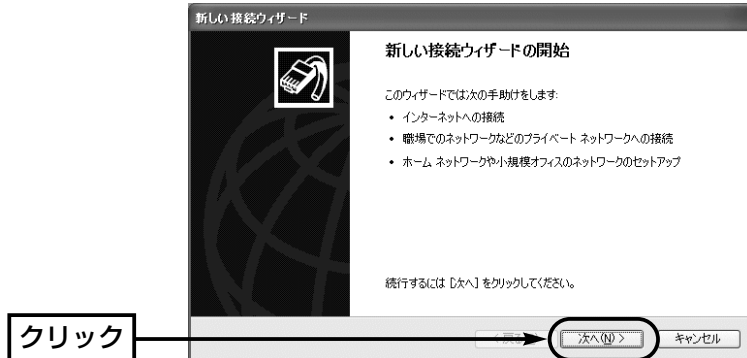 新しい接続ウィザード
新しい接続ウィザードの開始
このウィザードでは次の手助けをします:
• インターネットへの接続
• 職場でのネットワークなどのプライベート ネットワークへの接続
• ホーム ネットワークや小規模オフィスのネットワークのセットアップ
続行するには [次へ] をクリックしてください。
クリック
次へ(N) >
キャンセル